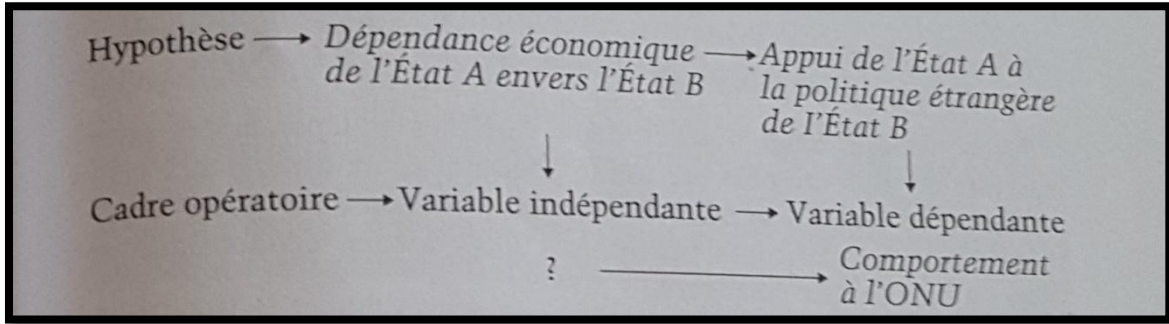 Hypothèse → Dépendance économique → Appui de l'État A à
de l'État A envers l'État B la politique étrangère
de l'État B
↓ ↓
Cadre opératoire → Variable indépendante → Variable dépendante
? → Comportement
à l'ONU